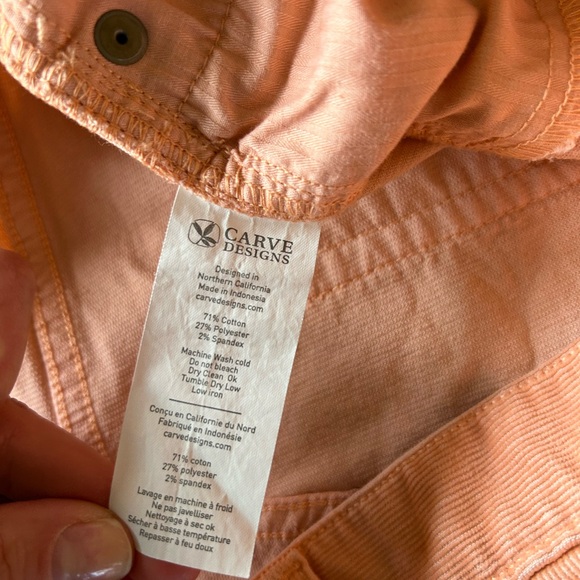 CARVE
DESIGNS
Designed in
Northern California
Made in Indonesia
carvedesigns.com
71% Cotton
27% Polyester
2% Spandex
Machine Wash cold
Do not bleach
Dry Clean Ok
Tumble Dry Low
Low iron
Conçu en Californie du Nord
Fabriqué en Indonésie
carvedesigns.com
71% coton
27% polyester
2% spandex
Lavage en machine à froid
Ne pas javelliser
Nettoyage à sec ok
Sécher à basse température
Repasser à feu doux